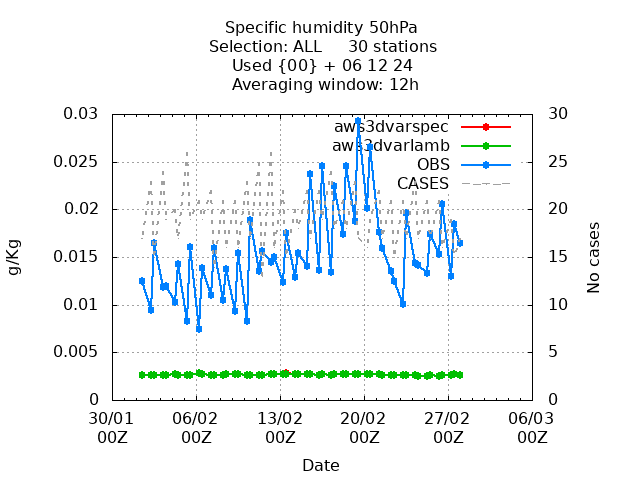 Specific humidity 50hPa
Selection: ALL 30 stations
Used {00} + 06 12 24
Averaging window: 12h
0.03
0.025
0.02
0.015
0.01
0.005
0
30
25
20
15
10
5
0
aws3dvarspec
aws3dvarlamb
OBS
CASES
g/Kg
No cases
30/01 06/02 13/02 20/02 27/02 06/03
00Z 00Z 00Z 00Z 00Z 00Z
Date